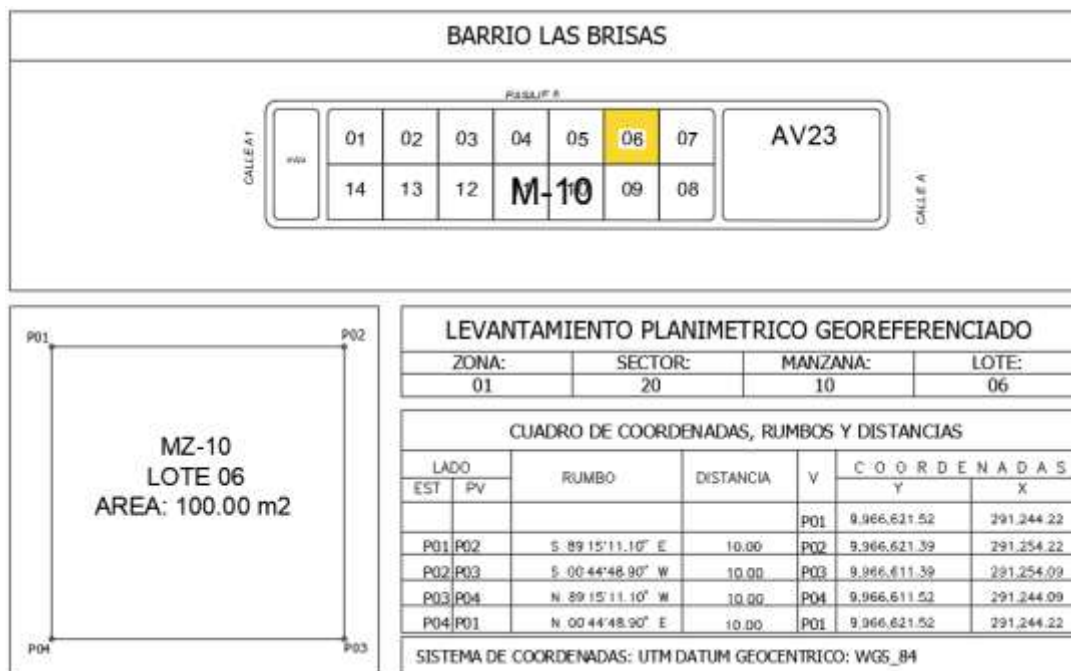 BARRIO LAS BRISAS
PASAJE 8
CALLE A1
01 02 03 04 05 06 07
AV23
14 13 12 09 08
M-10
CALLE A
P01 P02
MZ-10
LOTE 06
AREA: 100.00 m2
P04 P03
LEVANTAMIENTO PLANIMETRICO GEOREFERENCIADO
ZONA: SECTOR: MANZANA: LOTE:
01 20 10 06
CUADRO DE COORDENADAS, RUMBOS Y DISTANCIAS
LADO RUMBO DISTANCIA V COORDENADAS
EST PV Y X
P01 9,966,621.52 291,244.22
P01 P02 S 89 15'11.10" E 10.00 P02 9,966,621.39 291,254.22
P02 P03 S 00 44'48.90" W 10.00 P03 9,966,611.39 291,254.09
P03 P04 N 89 15'11.10" W 10.00 P04 9,966,611.52 291,244.09
P04 P01 N 00 44'48.90" E 10.00 P01 9,966,621.52 291,244.22
SISTEMA DE COORDENADAS: UTM DATUM GEOCENTRICO: WGS_84